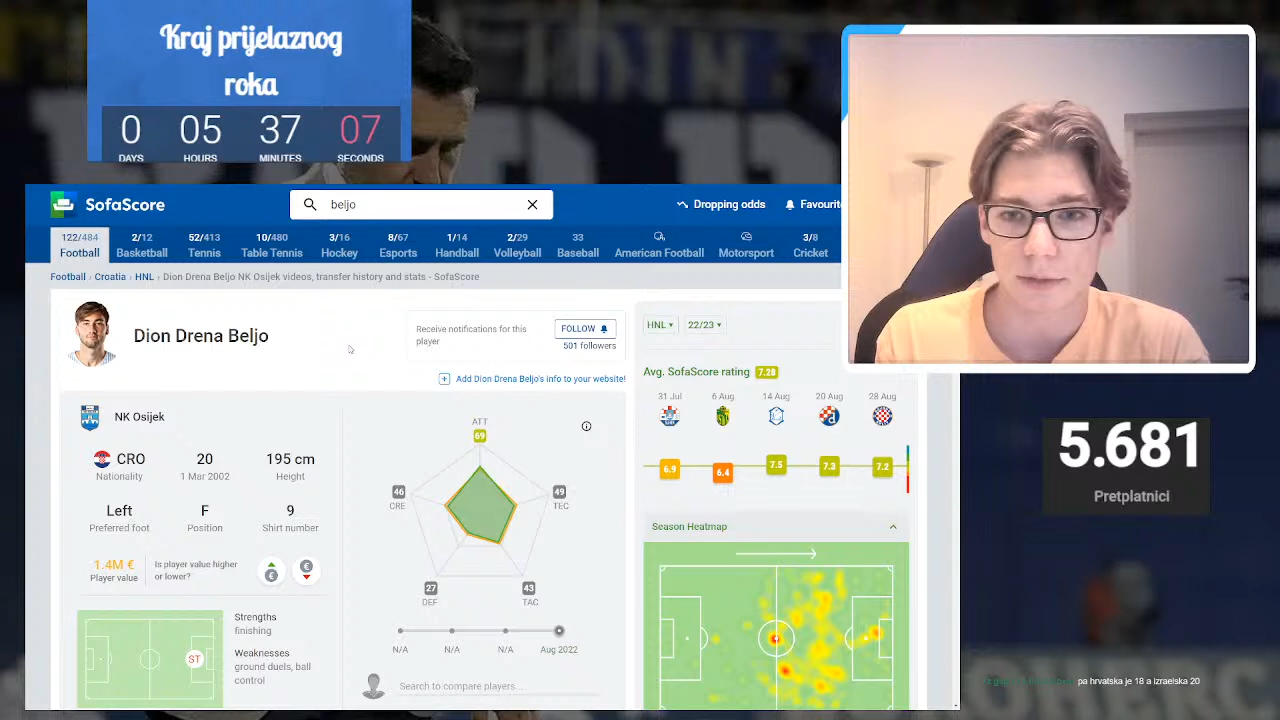 Kraj prijelaznog
roka
0 05 37 07
DAYS HOURS MINUTES SECONDS
SofaScore
beljo
Dropping odds
Favourite
122/484 2/12 52/413 10/480 3/16 8/67 1/14 2/29 33 3/8
Football Basketball Tennis Table Tennis Hockey Esports Handball Volleyball Baseball American Football Motorsport Cricket
Football Croatia HNL Dion Drena Beljo NK Osijek videos, transfer history and stats - SofaScore
Dion Drena Beljo
Receive notifications for this
player
FOLLOW
501 followers
Add Dion Drena Beljo's info to your website!
NK Osijek
CRO 20 195 cm
Nationality 1 Mar 2002 Height
Left F 9
Preferred foot Position Shirt number
1.4M €
Player value
Is player value higher
or lower?
Strengths
finishing
Weaknesses
ground duels, ball
control
ST
ATT
69
46
CRE
49
TEC
27
DEF
43
TAC
N/A N/A N/A Aug 2022
Search to compare players...
HNL 22/23
Avg. SofaScore rating 7.28
31 Jul 6 Aug 14 Aug 20 Aug 28 Aug
6.9 6.4 7.5 7.3 7.2
Season Heatmap
5.681
Pretplatnici
pa hrvatska je 18 a izraelska 20